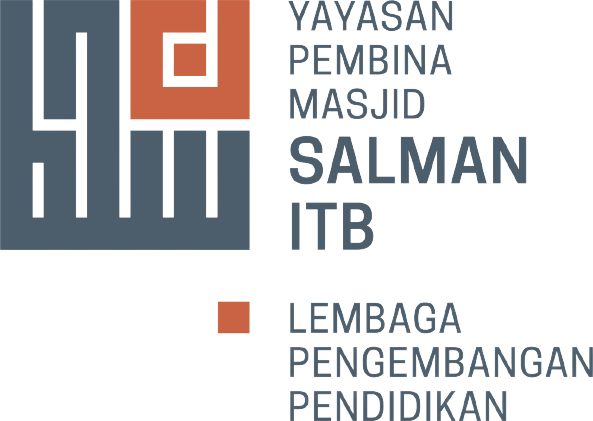 YAYASAN
PEMBINA
MASJID
SALMAN
ITB
LEMBAGA
PENGEMBANGAN
PENDIDIKAN